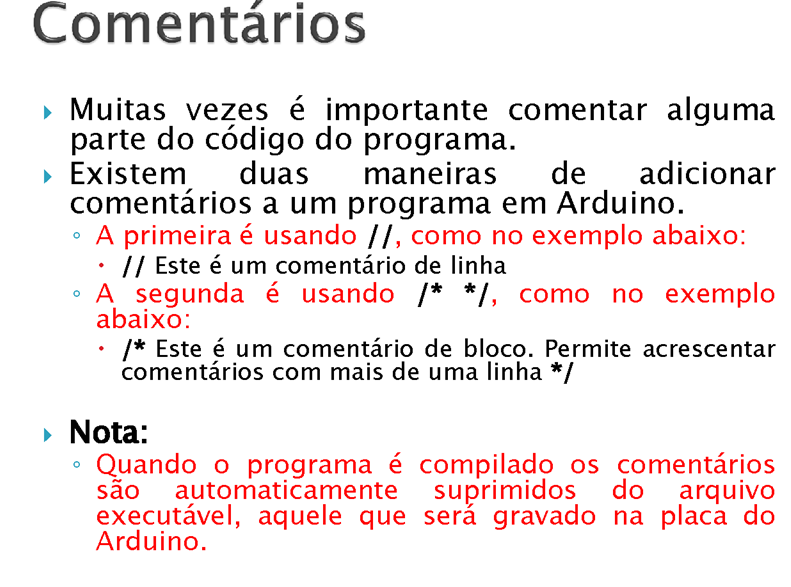 Comentários
Muitas vezes é importante comentar alguma
parte do código do programa.
Existem duas maneiras de adicionar
comentários a um programa em Arduino.
A primeira é usando //, como no exemplo abaixo:
// Este é um comentário de linha
A segunda é usando /* */, como no exemplo
abaixo:
/* Este é um comentário de bloco. Permite acrescentar
comentários com mais de uma linha */
Nota:
Quando o programa é compilado os comentários
são automaticamente suprimidos do arquivo
executável, aquele que será gravado na placa do
Arduino.